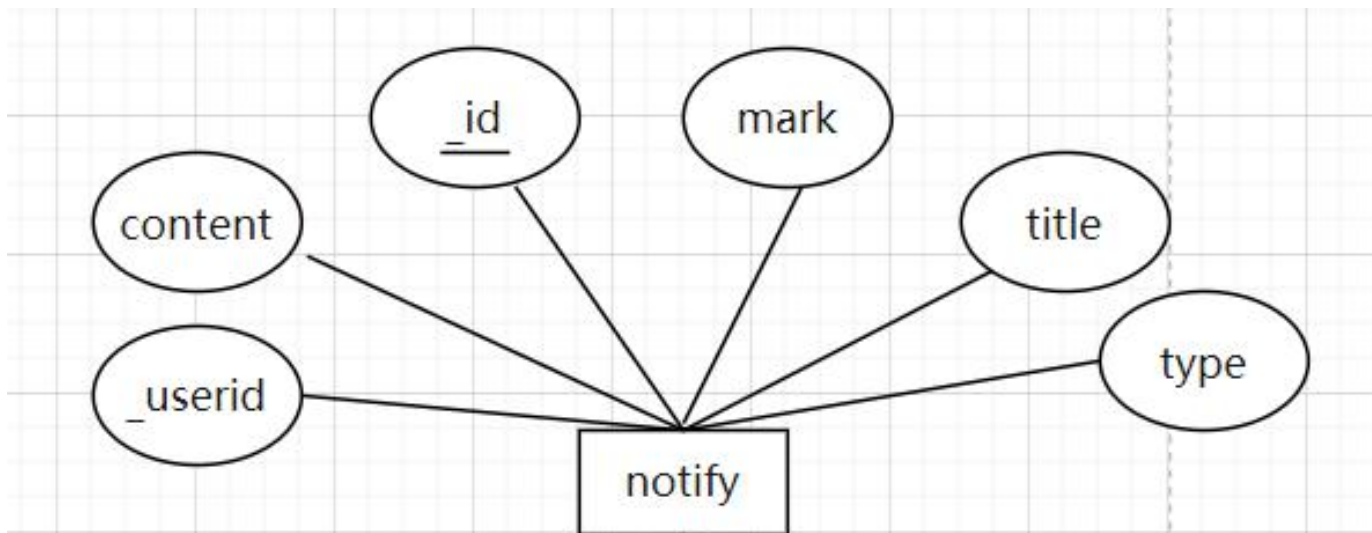 _id
mark
content
title
_userid
type
notify